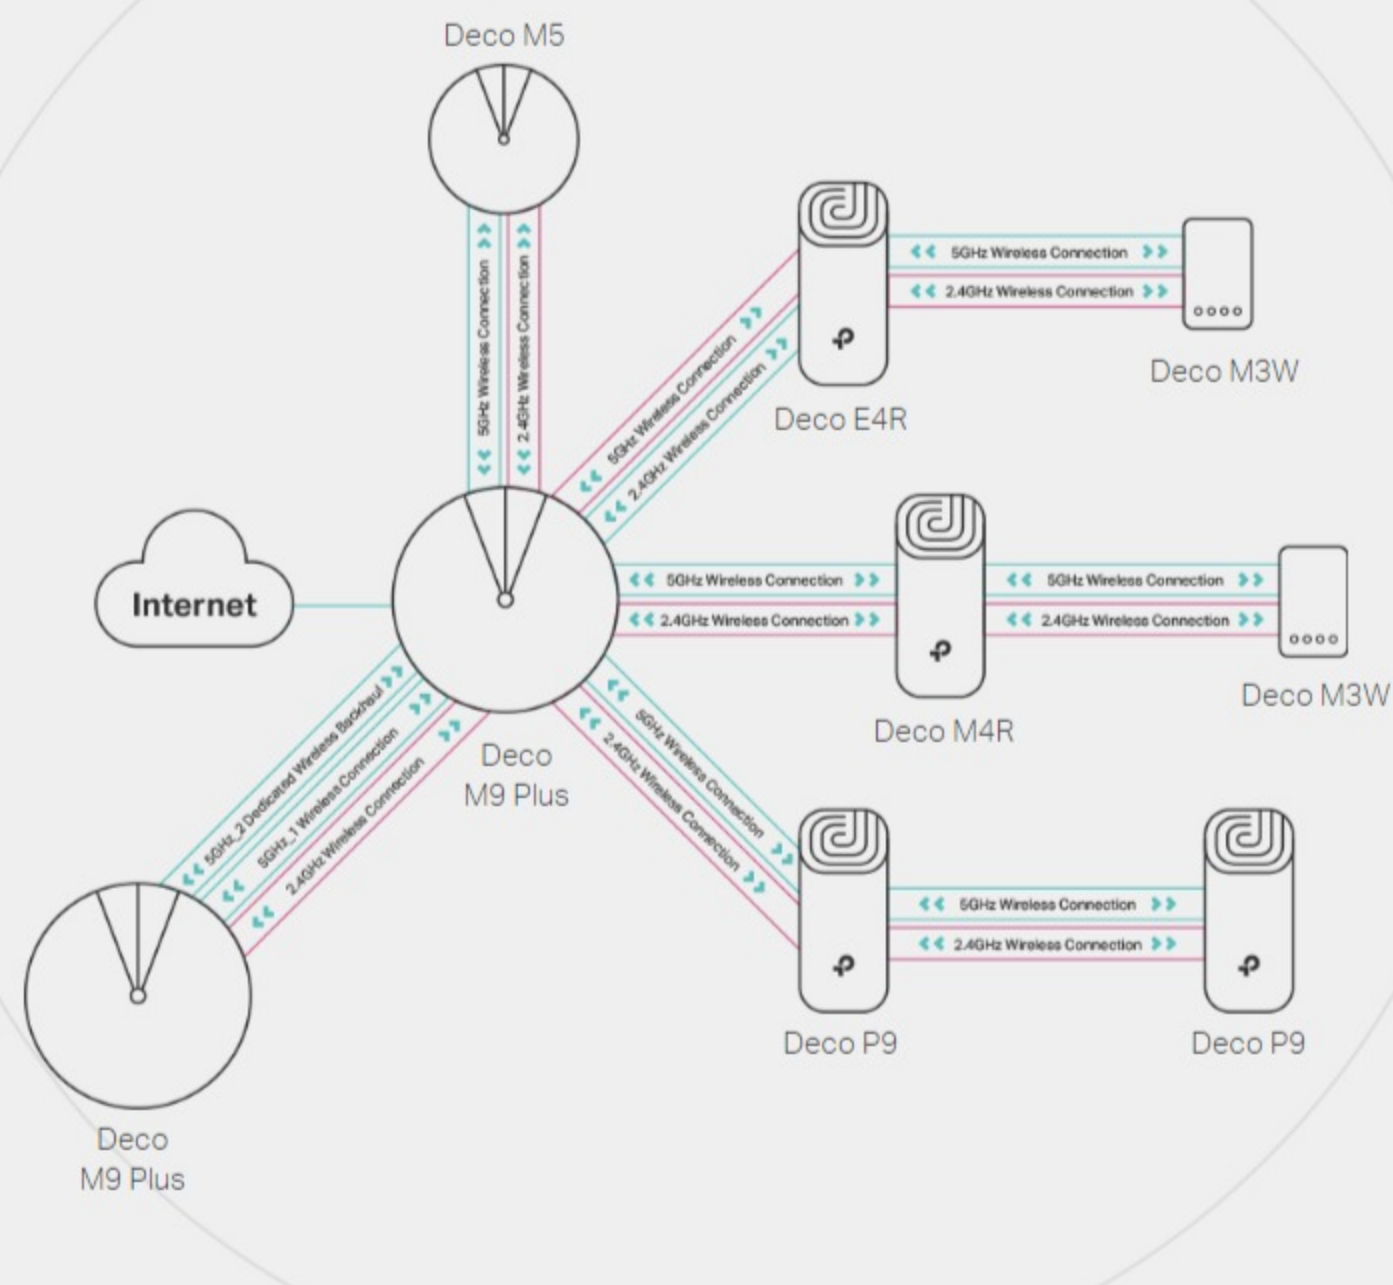 Deco M5
5GHz Wireless Connection
2.4GHz Wireless Connection
5GHz Wireless Connection
2.4GHz Wireless Connection
Deco E4R
5GHz Wireless Connection
2.4GHz Wireless Connection
Deco M3W
Internet
5GHz Wireless Connection
2.4GHz Wireless Connection
Deco M4R
5GHz Wireless Connection
2.4GHz Wireless Connection
Deco M3W
Deco
M9 Plus
5GHz_2 Dedicated Wireless Backhaul
5GHz_1 Wireless Connection
2.4GHz Wireless Connection
5GHz Wireless Connection
2.4GHz Wireless Connection
Deco P9
5GHz Wireless Connection
2.4GHz Wireless Connection
Deco P9
Deco
M9 Plus